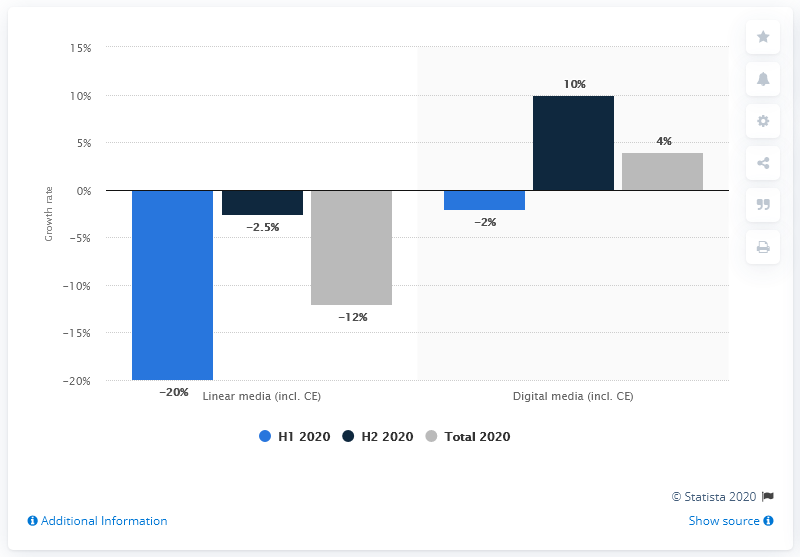 15%
10%
5%
0%
−5%
−10%
−15%
−20%
Growth rate
−20%
−2.5%
−12%
−2%
10%
4%
Linear media (incl. CE)
Digital media (incl. CE)
H1 2020 H2 2020 Total 2020
© Statista 2020
Additional Information
Show source